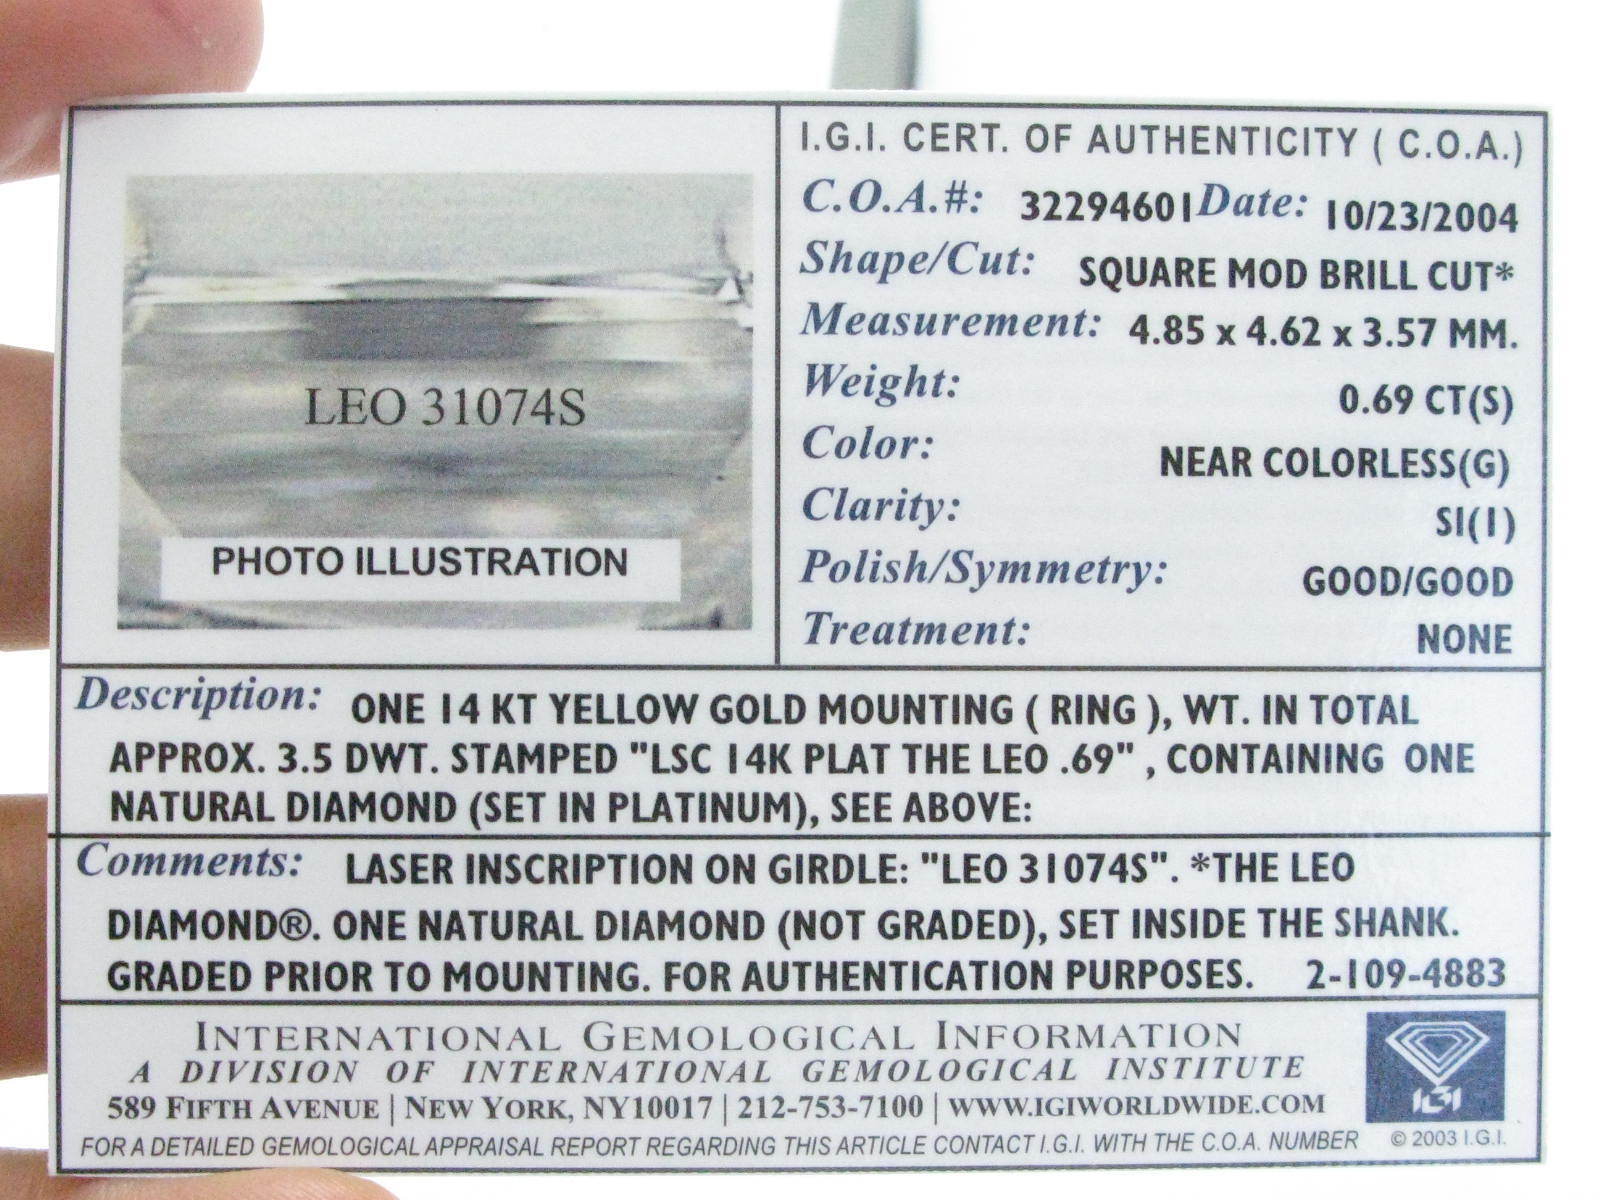 LEO 31074S
PHOTO ILLUSTRATION
I.G.I. CERT. OF AUTHENTICITY ( C.O.A.)
C.O.A.#: 32294601 Date: 10/23/2004
Shape/Cut: SQUARE MOD BRILL CUT*
Measurement: 4.85 x 4.62 x 3.57 MM.
Weight: 0.69 CT(S)
Color: NEAR COLORLESS(G)
Clarity: SI(1)
Polish/Symmetry: GOOD/GOOD
Treatment: NONE
Description: ONE 14 KT YELLOW GOLD MOUNTING ( RING ), WT. IN TOTAL
APPROX. 3.5 DWT. STAMPED "LSC 14K PLAT THE LEO .69" , CONTAINING ONE
NATURAL DIAMOND (SET IN PLATINUM), SEE ABOVE:
Comments: LASER INSCRIPTION ON GIRDLE: "LEO 31074S". *THE LEO
DIAMOND®. ONE NATURAL DIAMOND (NOT GRADED), SET INSIDE THE SHANK.
GRADED PRIOR TO MOUNTING. FOR AUTHENTICATION PURPOSES. 2-109-4883
INTERNATIONAL GEMOLOGICAL INFORMATION
A DIVISION OF INTERNATIONAL GEMOLOGICAL INSTITUTE
589 FIFTH AVENUE | NEW YORK, NY10017 | 212-753-7100 | WWW.IGIWORLDWIDE.COM
FOR A DETAILED GEMOLOGICAL APPRAISAL REPORT REGARDING THIS ARTICLE CONTACT I.G.I. WITH THE C.O.A. NUMBER
IGI
© 2003 I.G.I.